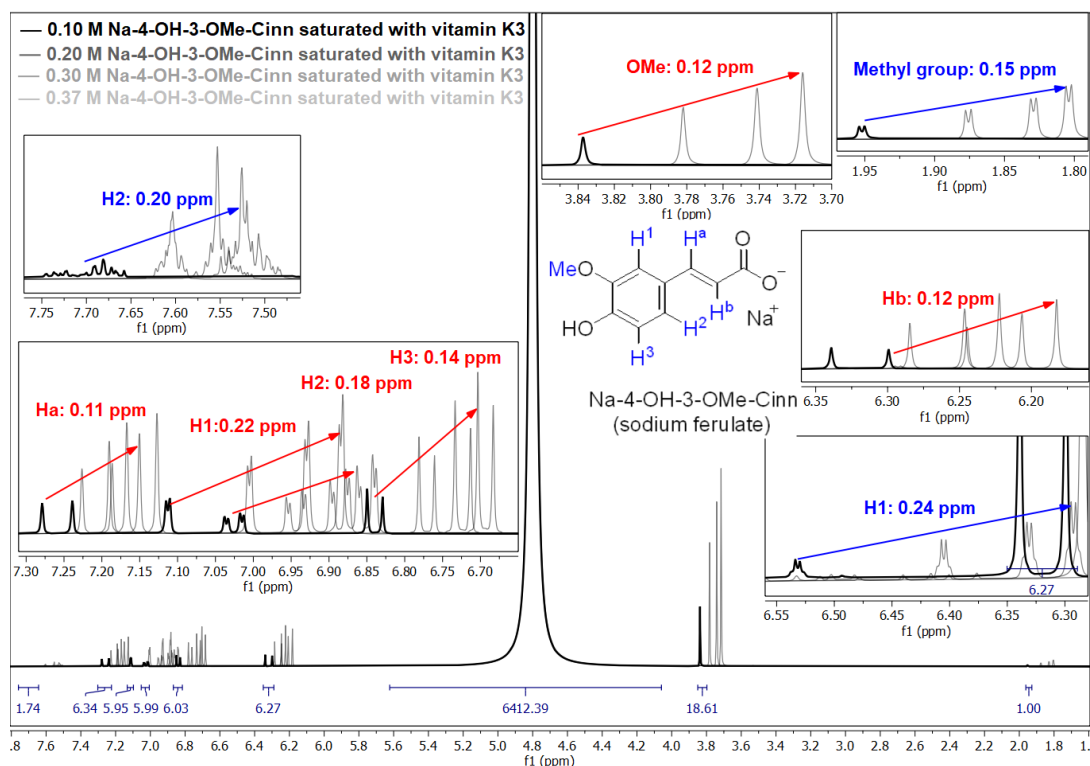 0.10 M Na-4-OH-3-OMe-Cinn saturated with vitamin K3
0.20 M Na-4-OH-3-OMe-Cinn saturated with vitamin K3
0.30 M Na-4-OH-3-OMe-Cinn saturated with vitamin K3
0.37 M Na-4-OH-3-OMe-Cinn saturated with vitamin K3
OMe: 0.12 ppm
3.84 3.82 3.80 3.78 3.76 3.74 3.72 3.70
f1 (ppm)
Methyl group: 0.15 ppm
1.95 1.90 1.85 1.80
f1 (ppm)
H2: 0.20 ppm
7.75 7.70 7.65 7.60 7.55 7.50
f1 (ppm)
H1 Ha O
MeO O−
Hb Na+
HO H2
H3
Na-4-OH-3-OMe-Cinn
(sodium ferulate)
Hb: 0.12 ppm
6.35 6.30 6.25 6.20
f1 (ppm)
H3: 0.14 ppm
H2: 0.18 ppm
Ha: 0.11 ppm
H1:0.22 ppm
7.30 7.25 7.20 7.15 7.10 7.05 7.00 6.95 6.90 6.85 6.80 6.75 6.70
f1 (ppm)
H1: 0.24 ppm
6.27
6.55 6.50 6.45 6.40 6.35 6.30
f1 (ppm)
1.74 6.34 5.95 5.99 6.03 6.27 6412.39 18.61 1.00
.8 7.6 7.4 7.2 7.0 6.8 6.6 6.4 6.2 6.0 5.8 5.6 5.4 5.2 5.0 4.8 4.6 4.4 4.2 4.0 3.8 3.6 3.4 3.2 3.0 2.8 2.6 2.4 2.2 2.0 1.8 1.
f1 (ppm)